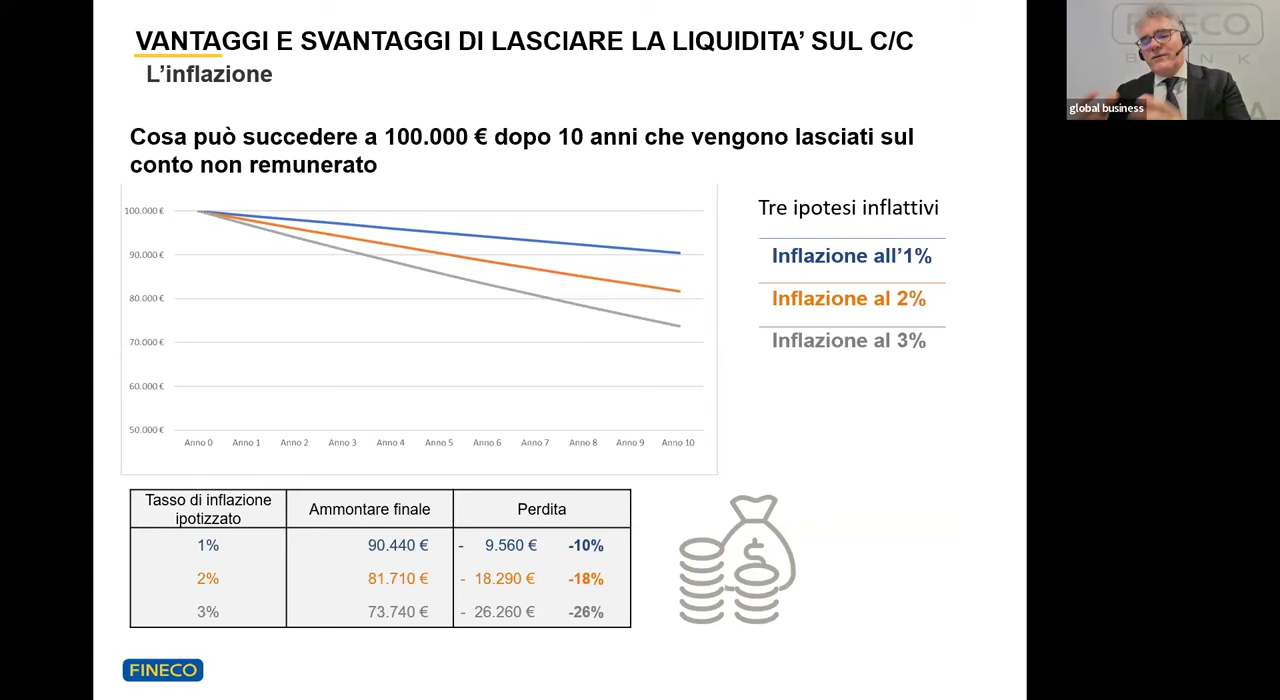 VANTAGGI E SVANTAGGI DI LASCIARE LA LIQUIDITA’ SUL C/C
L’inflazione
FINECO
BANK
global business
Cosa può succedere a 100.000 € dopo 10 anni che vengono lasciati sul
conto non remunerato
100.000 €
90.000 €
80.000 €
70.000 €
60.000 €
50.000 €
Anno 0 Anno 1 Anno 2 Anno 3 Anno 4 Anno 5 Anno 6 Anno 7 Anno 8 Anno 9 Anno 10
Tre ipotesi inflattivi
Inflazione all’1%
Inflazione al 2%
Inflazione al 3%
Tasso di inflazione
ipotizzato
Ammontare finale
Perdita
1% 90.440 € - 9.560 € -10%
2% 81.710 € - 18.290 € -18%
3% 73.740 € - 26.260 € -26%
$
FINECO